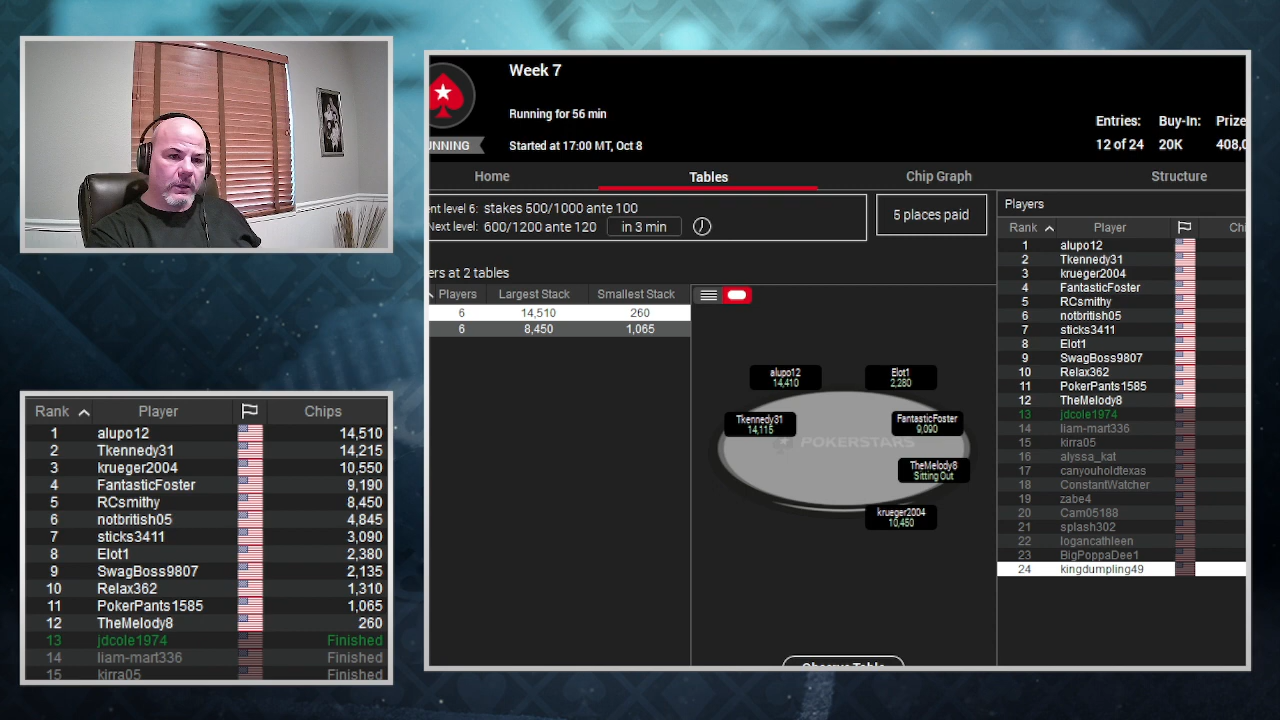 Week 7
Running for 56 min
Started at 17:00 MT, Oct 8
UNNING
Entries: Buy-In: Prize
12 of 24 20K 408,0
Home Tables Chip Graph Structure
ent level 6: stakes 500/1000 ante 100
Next level: 600/1200 ante 120 in 3 min
5 places paid
ers at 2 tables
Players Largest Stack Smallest Stack
6 14,510 260
6 8,450 1,065
alupo12
14,410
Elot1
2,280
Tkennedy31
14,115
FantasticFoster
9,090
POKERSTARS
TheMelody8
Sitting Out
krueger2004
10,450
Observe Table
Players
Rank Player Chi
1 alupo12
2 Tkennedy31
3 krueger2004
4 FantasticFoster
5 RCsmithy
6 notbritish05
7 sticks3411
8 Elot1
9 SwagBoss9807
10 Relax362
11 PokerPants1585
12 TheMelody8
13 jdcole1974
14 liam-mart336
15 kirra05
16 alyssa_kat
17 canyouholdtexas
18 ConstantWatcher
19 zabe4
20 Cam05188
21 splash302
22 logancathleen
23 BigPoppaDee1
24 kingdumpling49
Rank Player Chips
1 alupo12 14,510
2 Tkennedy31 14,215
3 krueger2004 10,550
4 FantasticFoster 9,190
5 RCsmithy 8,450
6 notbritish05 4,845
7 sticks3411 3,090
8 Elot1 2,380
9 SwagBoss9807 2,135
10 Relax362 1,310
11 PokerPants1585 1,065
12 TheMelody8 260
13 jdcole1974 Finished
14 liam-mart336 Finished
15 kirra05 Finished